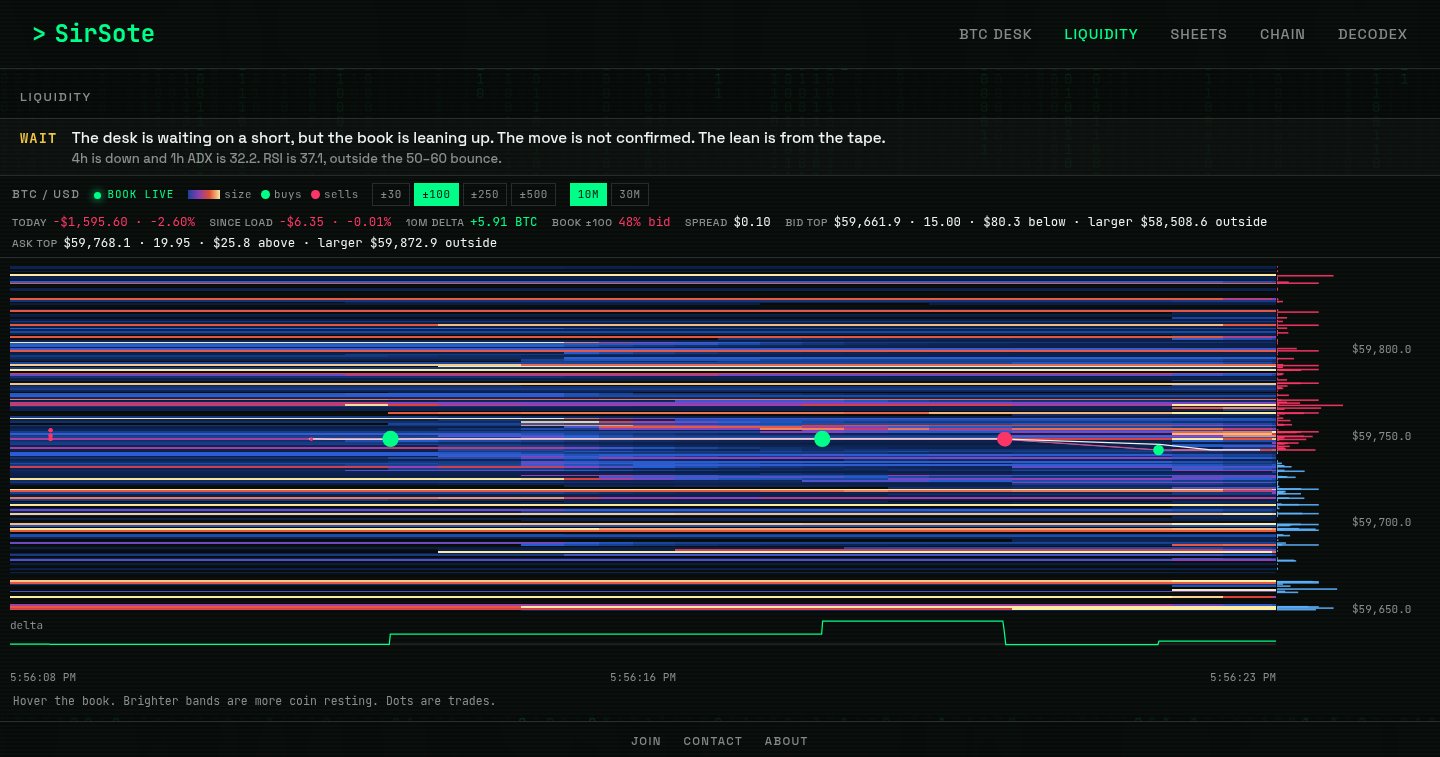 > SirSote
BTC DESK LIQUIDITY SHEETS CHAIN DECODEX
LIQUIDITY
WAIT The desk is waiting on a short, but the book is leaning up. The move is not confirmed. The lean is from the tape.
4h is down and 1h ADX is 32.2. RSI is 37.1, outside the 50–60 bounce.
BTC / USD BOOK LIVE size buys sells ±30 ±100 ±250 ±500 10M 30M
TODAY -$1,595.60 · -2.60% SINCE LOAD -$6.35 · -0.01% 10M DELTA +5.91 BTC BOOK ±100 48% bid SPREAD $0.10 BID TOP $59,661.9 · 15.00 · $80.3 below · larger $58,508.6 outside
ASK TOP $59,768.1 · 19.95 · $25.8 above · larger $59,872.9 outside
$59,800.0
$59,750.0
$59,700.0
$59,650.0
delta
5:56:08 PM 5:56:16 PM 5:56:23 PM
Hover the book. Brighter bands are more coin resting. Dots are trades.
JOIN CONTACT ABOUT